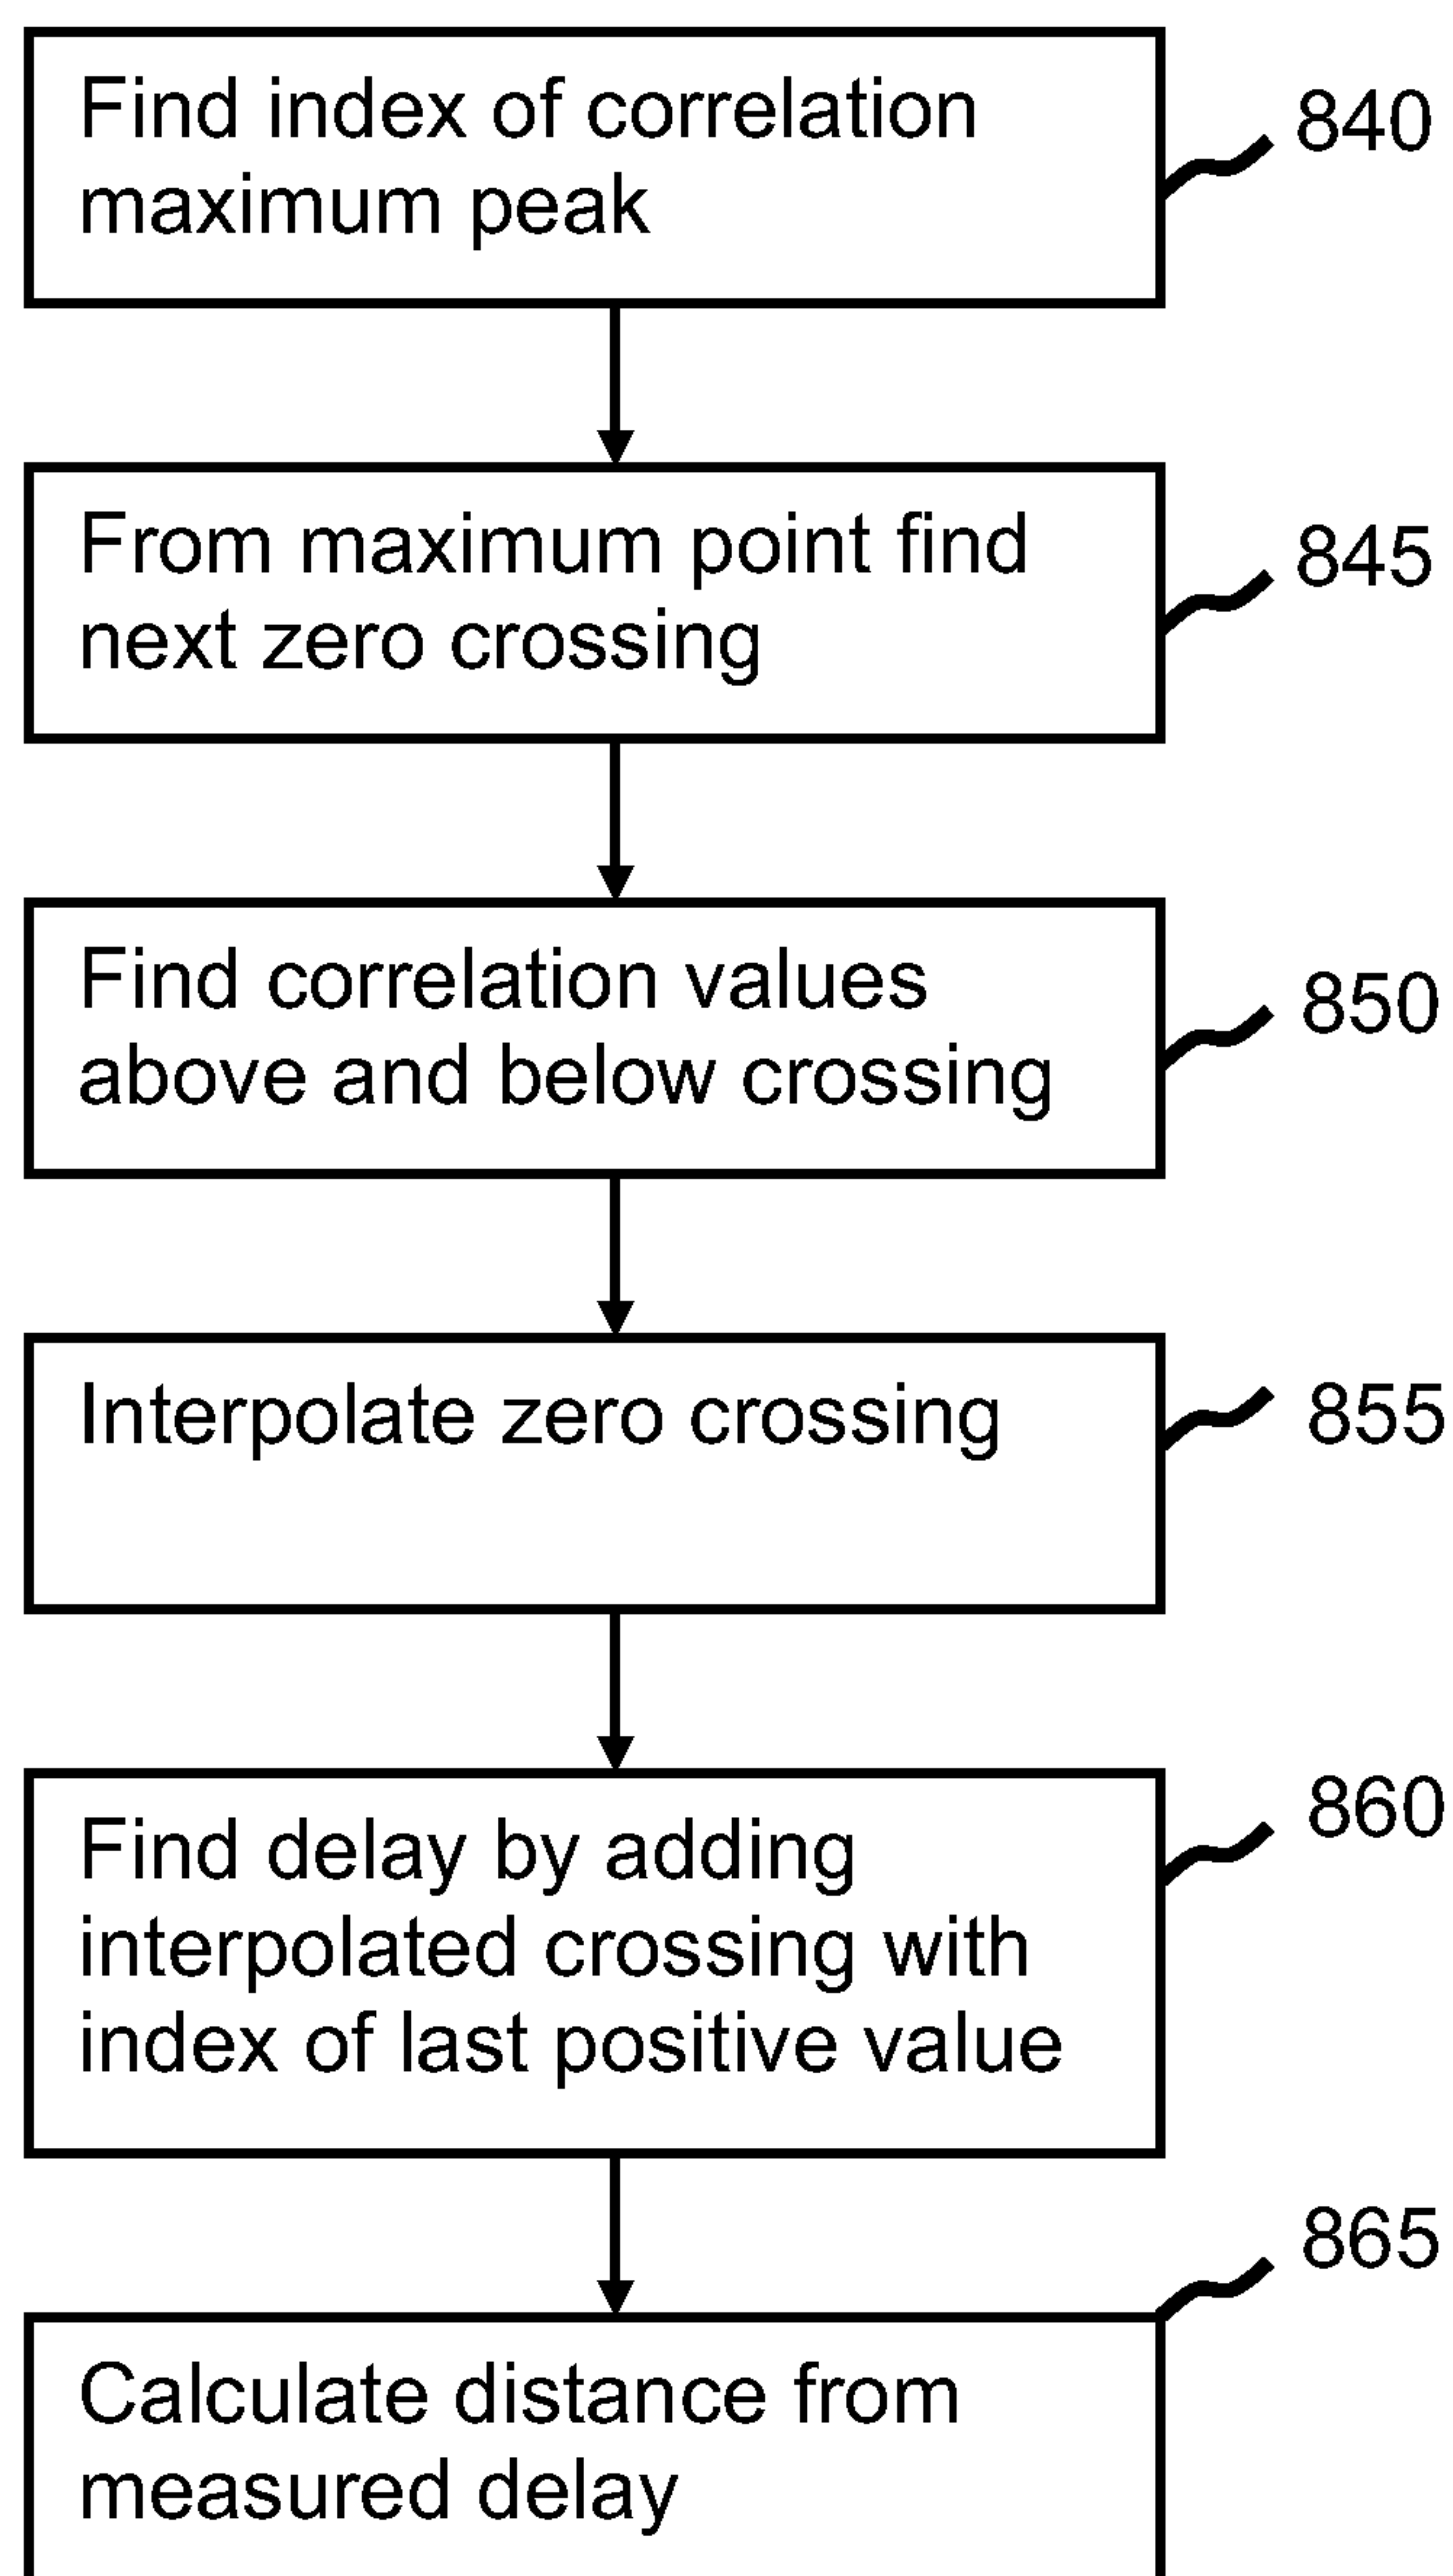 Find index of correlation
maximum peak
840
From maximum point find
next zero crossing
845
Find correlation values
above and below crossing
850
Interpolate zero crossing
855
Find delay by adding
interpolated crossing with
index of last positive value
860
Calculate distance from
measured delay
865